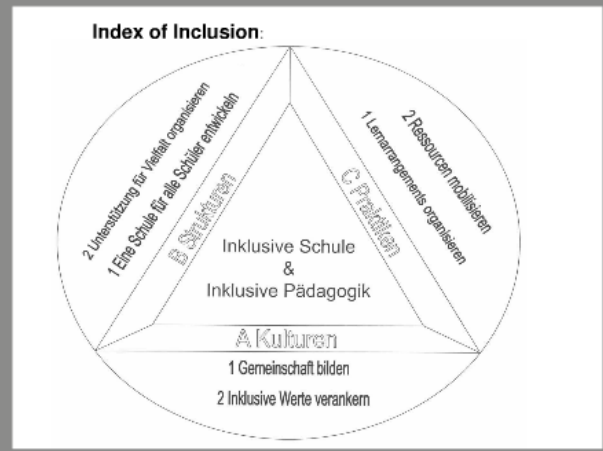 Index of Inclusion:
2 Unterstützung für Vielfalt organisieren
1 Eine Schule für alle Schüler entwickeln
B Strukturen
C Praktiken
1 Lernarrangements organisieren
2 Ressourcen mobilisieren
Inklusive Schule
&
Inklusive Pädagogik
A Kulturen
1 Gemeinschaft bilden
2 Inklusive Werte verankern